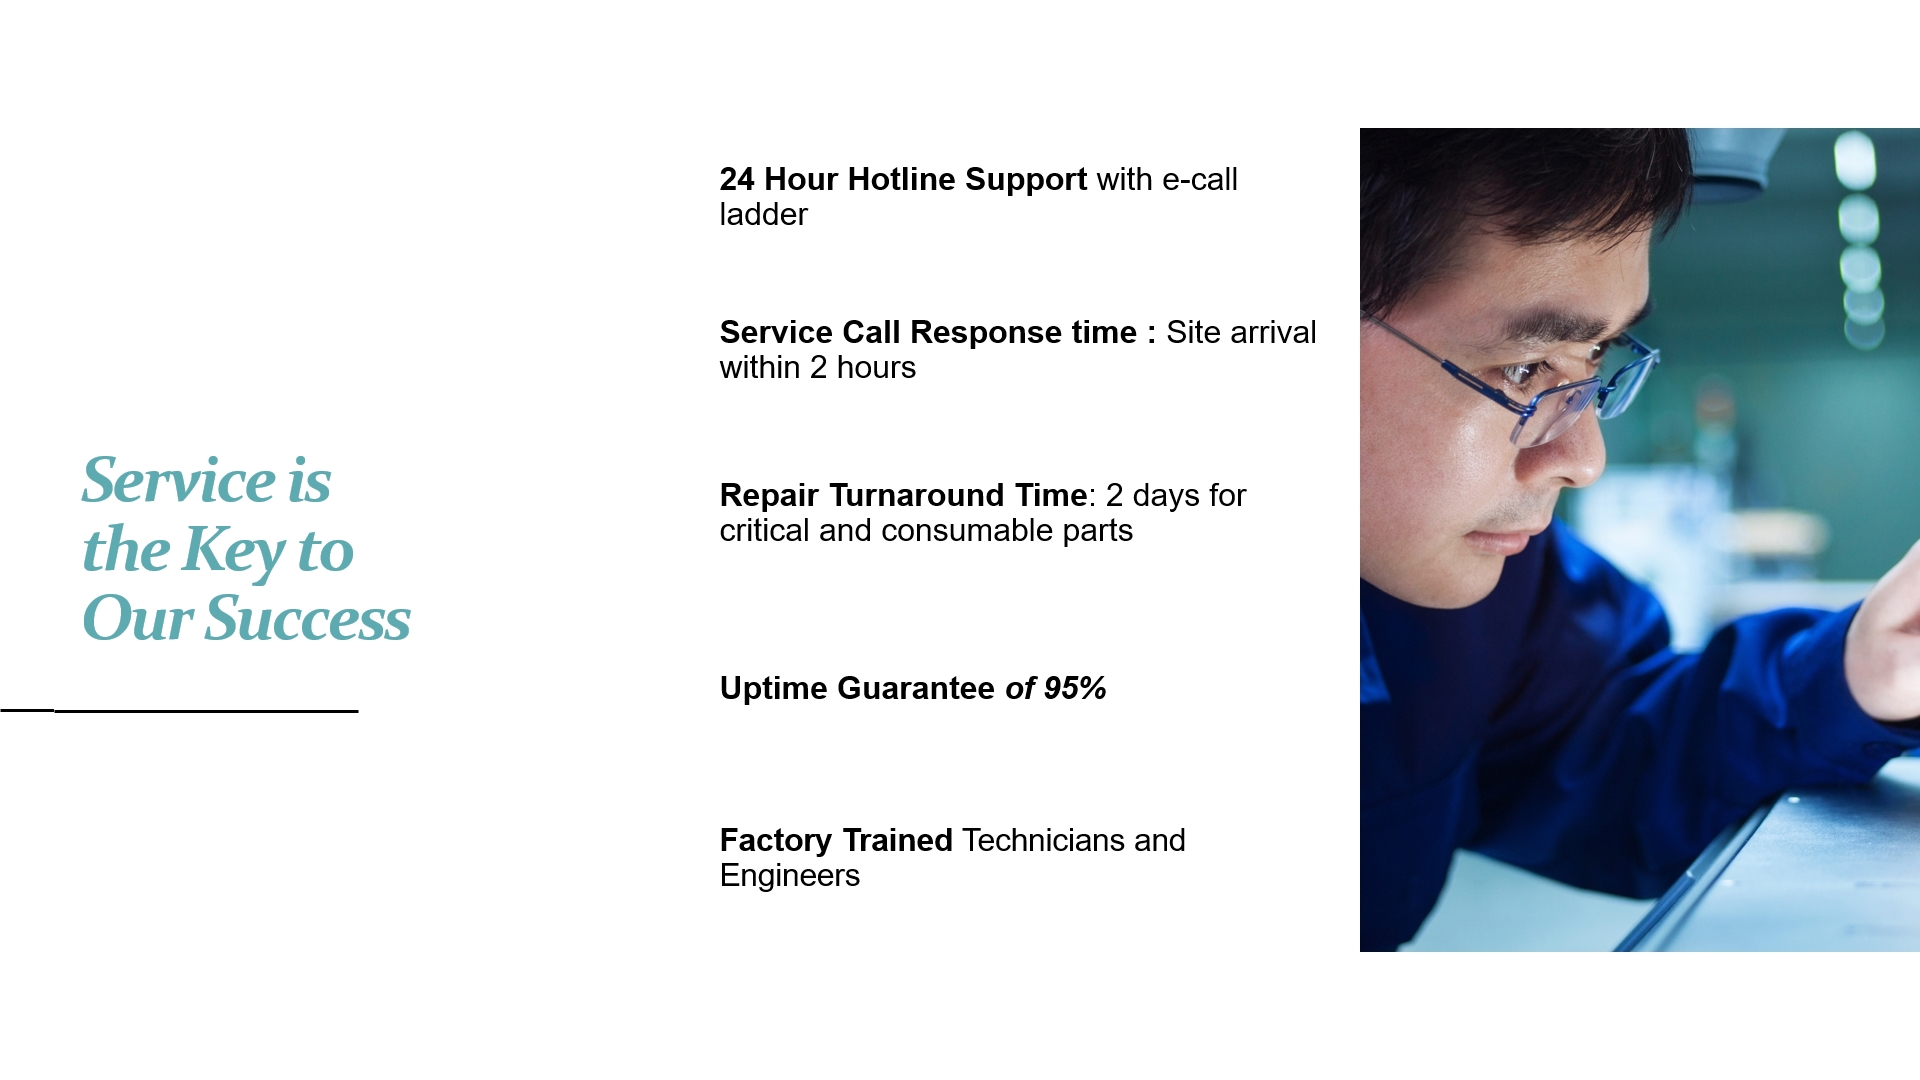 Service is
the Key to
Our Success
24 Hour Hotline Support with e-call
ladder
Service Call Response time : Site arrival
within 2 hours
Repair Turnaround Time: 2 days for
critical and consumable parts
Uptime Guarantee of 95%
Factory Trained Technicians and
Engineers